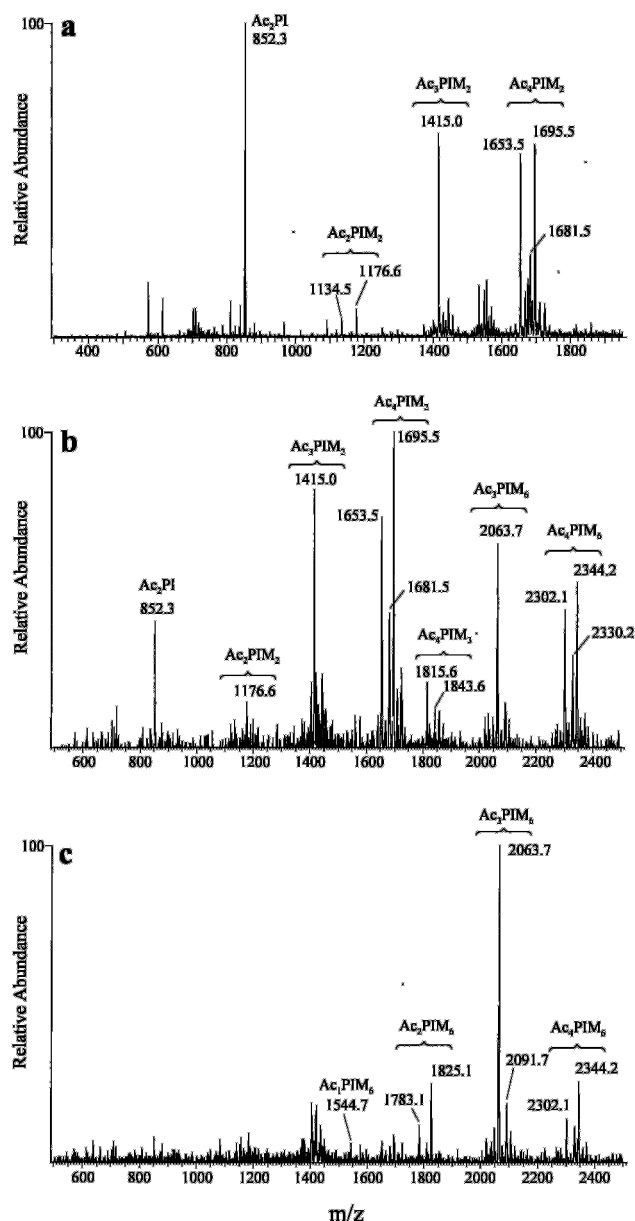 a
100
Ac₂PI
852.3
Ac₃PIM₂
1415.0
Ac₄PIM₂
1653.5
1695.5
1681.5
Ac₂PIM₂
1134.5
1176.6
Relative Abundance
400 600 800 1000 1200 1400 1600 1800
b
100
Ac₄PIM₂
1695.5
Ac₃PIM₂
1415.0
1653.5
Ac₃PIM₆
2063.7
Ac₄PIM₆
2344.2
2302.1
2330.2
1681.5
Ac₂PI
852.3
Ac₂PIM₂
1176.6
Ac₄PIM₃
1815.6
1843.6
Relative Abundance
600 800 1000 1200 1400 1600 1800 2000 2200 2400
c
100
Ac₃PIM₆
2063.7
Ac₂PIM₆
1825.1
1783.1
Ac₁PIM₆
1544.7
2091.7
Ac₄PIM₆
2344.2
2302.1
Relative Abundance
600 800 1000 1200 1400 1600 1800 2000 2200 2400
m/z